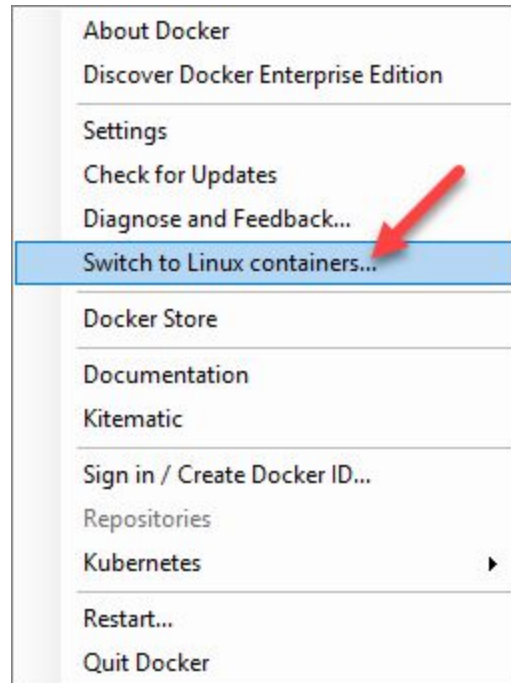 About Docker
Discover Docker Enterprise Edition
Settings
Check for Updates
Diagnose and Feedback...
Switch to Linux containers...
Docker Store
Documentation
Kitematic
Sign in / Create Docker ID...
Repositories
Kubernetes
Restart...
Quit Docker